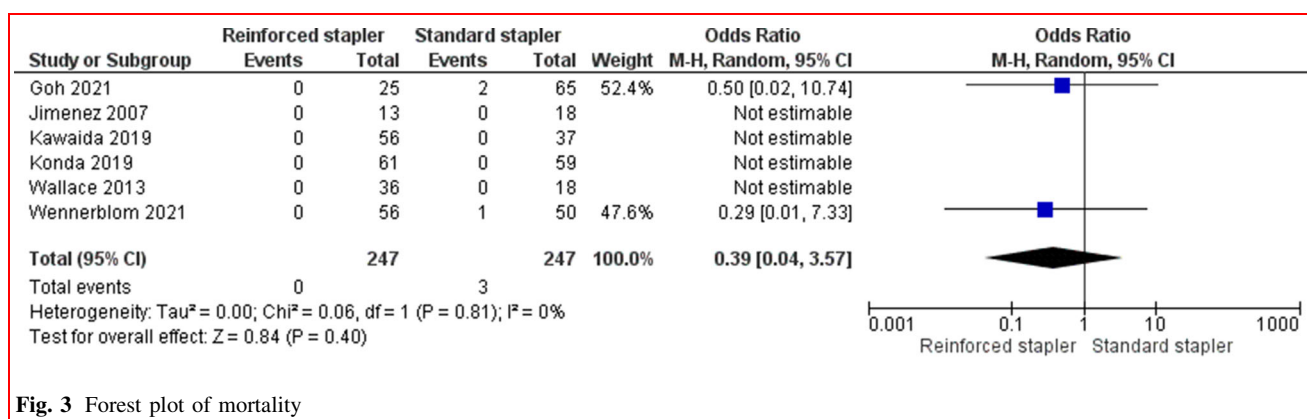 Reinforced stapler Standard stapler Odds Ratio Odds Ratio
Study or Subgroup Events Total Events Total Weight M-H, Random, 95% CI M-H, Random, 95% CI
Goh 2021 0 25 2 65 52.4% 0.50 [0.02, 10.74]
Jimenez 2007 0 13 0 18 Not estimable
Kawaida 2019 0 56 0 37 Not estimable
Konda 2019 0 61 0 59 Not estimable
Wallace 2013 0 36 0 18 Not estimable
Wennerblom 2021 0 56 1 50 47.6% 0.29 [0.01, 7.33]
Total (95% CI) 247 247 100.0% 0.39 [0.04, 3.57]
Total events 0 3
Heterogeneity: Tau² = 0.00; Chi² = 0.06, df = 1 (P = 0.81); I² = 0%
Test for overall effect: Z = 0.84 (P = 0.40)
0.001 0.1 1 10 1000
Reinforced stapler Standard stapler
Fig. 3 Forest plot of mortality